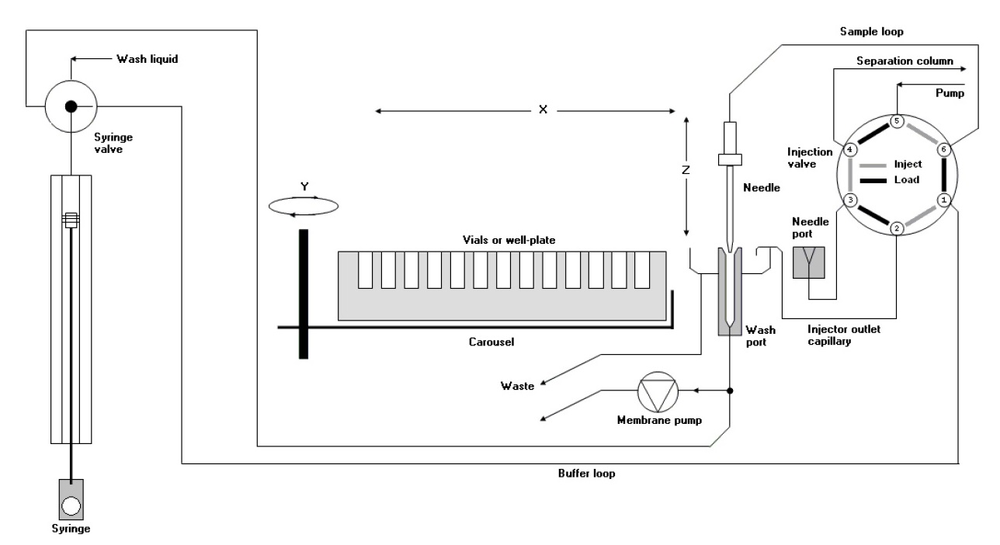 Sample loop
Wash liquid
Separation column
Pump
X
5
Syringe
valve
4
6
Injection
valve
Inject
Load
Z
Y
Needle
3
1
Needle
port
2
Vials or well-plate
Wash
port
Injector outlet
capillary
Carousel
Waste
Membrane pump
Buffer loop
Syringe